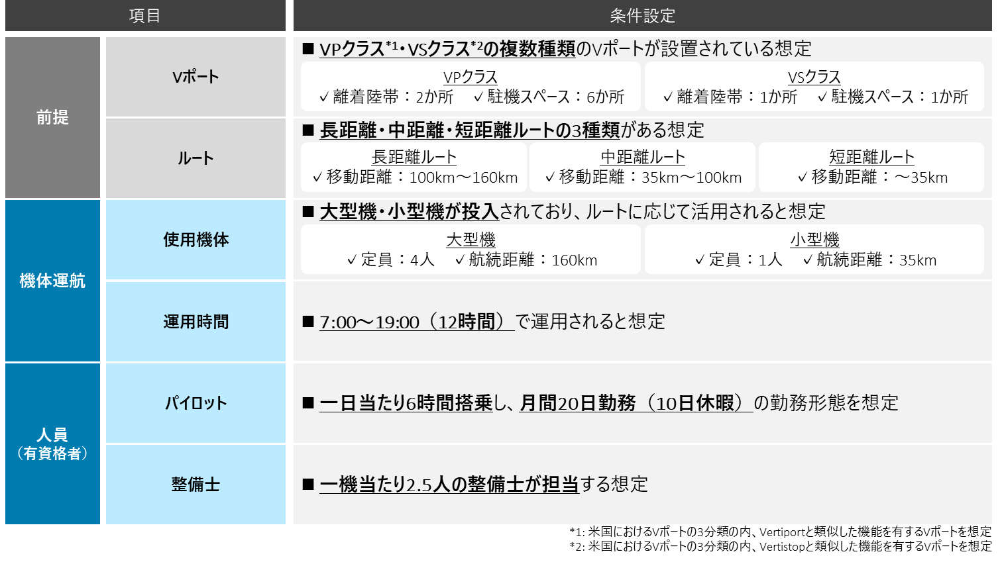 項目
条件設定
前提
Vポート
■ VPクラス*1・VSクラス*2の複数種類のVポートが設置されている想定
VPクラス
✓ 離着陸帯：2か所 ✓ 駐機スペース：6か所
VSクラス
✓ 離着陸帯：1か所 ✓ 駐機スペース：1か所
ルート
■ 長距離・中距離・短距離ルートの3種類がある想定
長距離ルート
✓ 移動距離：100km～160km
中距離ルート
✓ 移動距離：35km～100km
短距離ルート
✓ 移動距離：～35km
機体運航
使用機体
■ 大型機・小型機が投入されており、ルートに応じて活用されると想定
大型機
✓ 定員：4人 ✓ 航続距離：160km
小型機
✓ 定員：1人 ✓ 航続距離：35km
運用時間
■ 7:00～19:00（12時間）で運用されると想定
人員
（有資格者）
パイロット
■ 一日当たり6時間搭乗し、月間20日勤務（10日休暇）の勤務形態を想定
整備士
■ 一機当たり2.5人の整備士が担当する想定
*1: 米国におけるVポートの3分類の内、Vertiportと類似した機能を有するVポートを想定
*2: 米国におけるVポートの3分類の内、Vertistopと類似した機能を有するVポートを想定